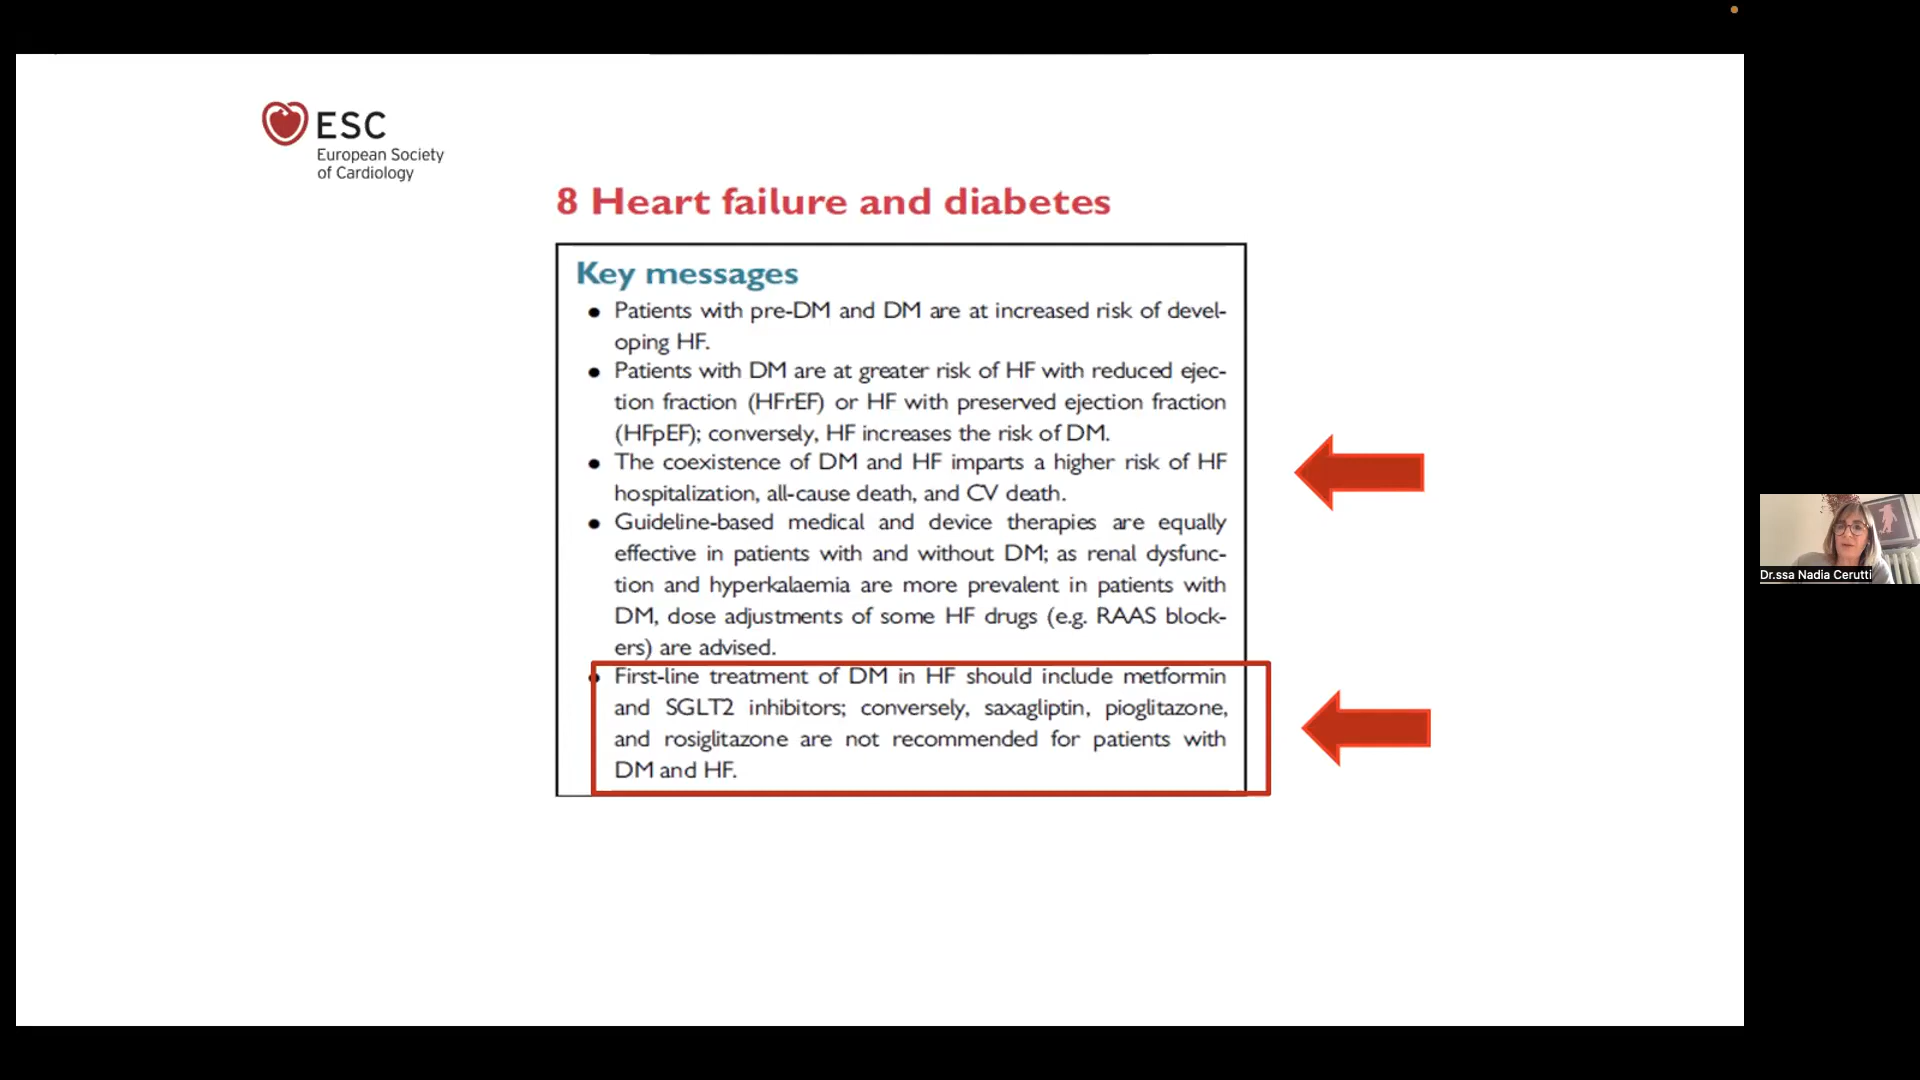 ESC
European Society
of Cardiology
8 Heart failure and diabetes
Key messages
● Patients with pre-DM and DM are at increased risk of devel-
oping HF.
● Patients with DM are at greater risk of HF with reduced ejec-
tion fraction (HFrEF) or HF with preserved ejection fraction
(HFpEF); conversely, HF increases the risk of DM.
● The coexistence of DM and HF imparts a higher risk of HF
hospitalization, all-cause death, and CV death.
● Guideline-based medical and device therapies are equally
effective in patients with and without DM; as renal dysfunc-
tion and hyperkalaemia are more prevalent in patients with
DM, dose adjustments of some HF drugs (e.g. RAAS block-
ers) are advised.
● First-line treatment of DM in HF should include metformin
and SGLT2 inhibitors; conversely, saxagliptin, pioglitazone,
and rosiglitazone are not recommended for patients with
DM and HF.
Dr.ssa Nadia Cerutti